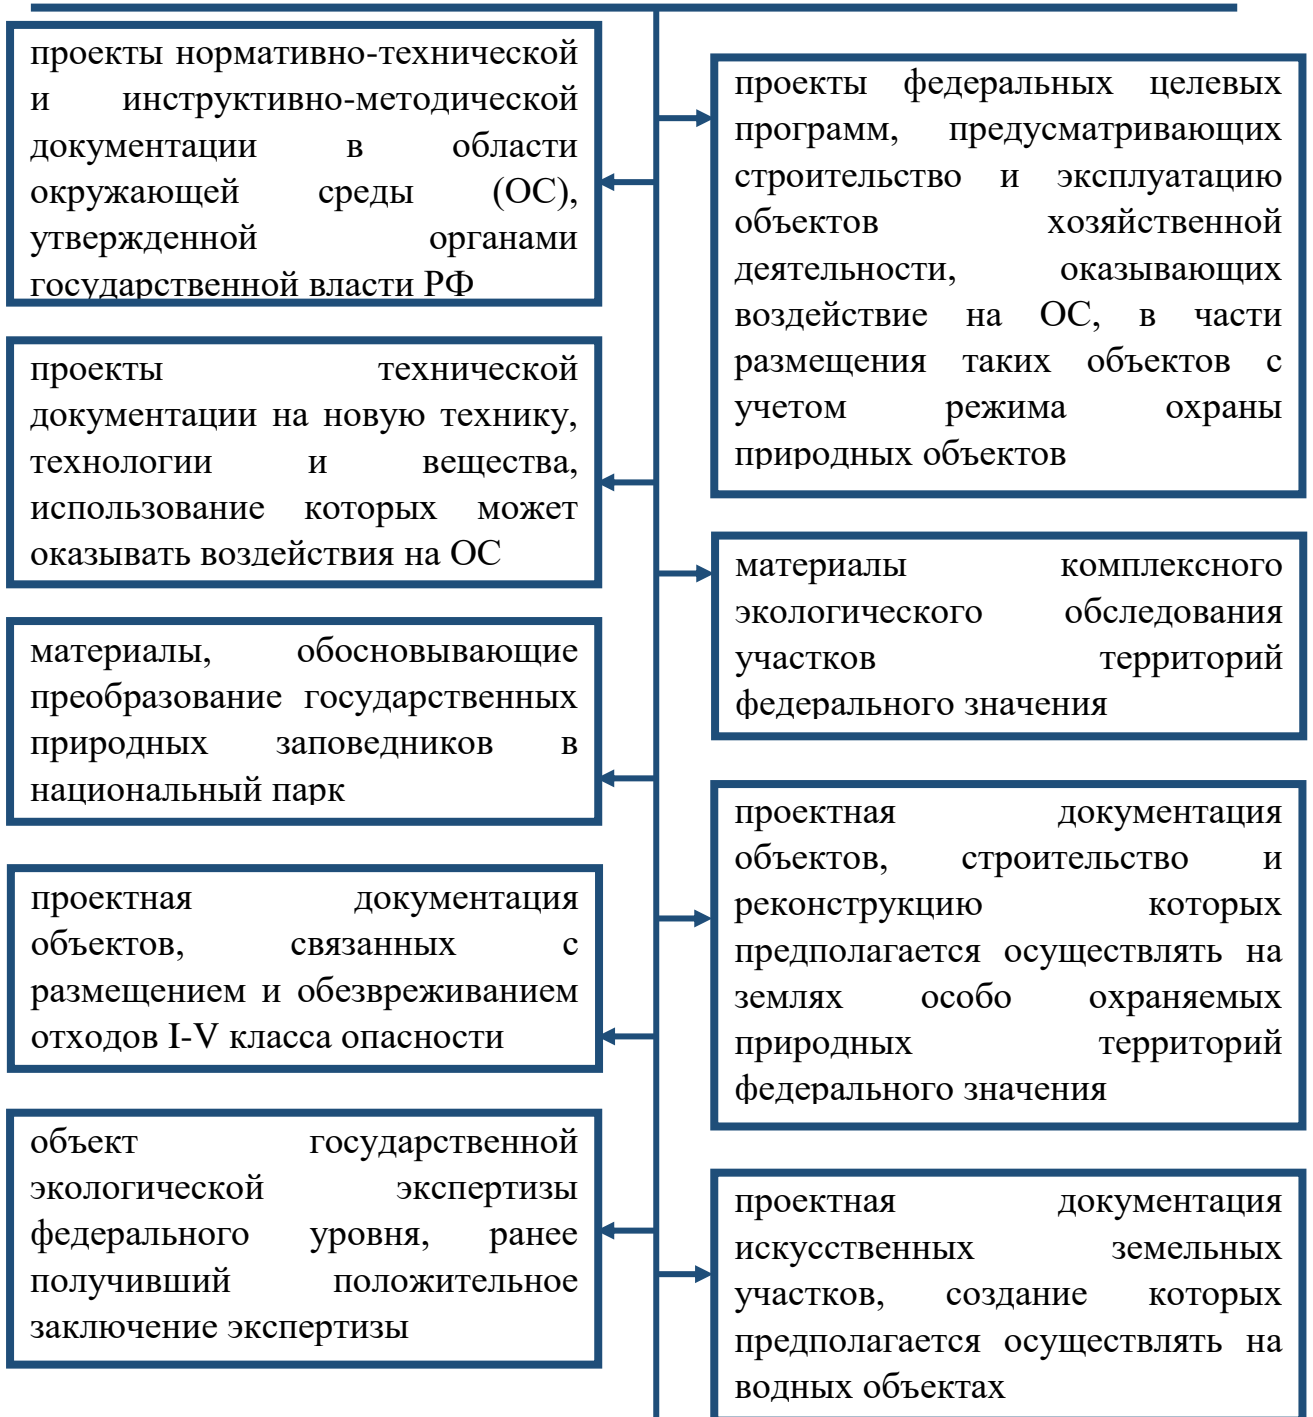 проекты нормативно-технической
и инструктивно-методической
документации в области
окружающей среды (ОС),
утвержденной органами
государственной власти РФ
проекты технической
документации на новую технику,
технологии и вещества,
использование которых может
оказывать воздействия на ОС
материалы, обосновывающие
преобразование государственных
природных заповедников в
национальный парк
проектная документация
объектов, связанных с
размещением и обезвреживанием
отходов I-V класса опасности
объект государственной
экологической экспертизы
федерального уровня, ранее
получивший положительное
заключение экспертизы
проекты федеральных целевых
программ, предусматривающих
строительство и эксплуатацию
объектов хозяйственной
деятельности, оказывающих
воздействие на ОС, в части
размещения таких объектов с
учетом режима охраны
природных объектов
материалы комплексного
экологического обследования
участков территорий
федерального значения
проектная документация
объектов, строительство и
реконструкцию которых
предполагается осуществлять на
землях особо охраняемых
природных территорий
федерального значения
проектная документация
искусственных земельных
участков, создание которых
предполагается осуществлять на
водных объектах